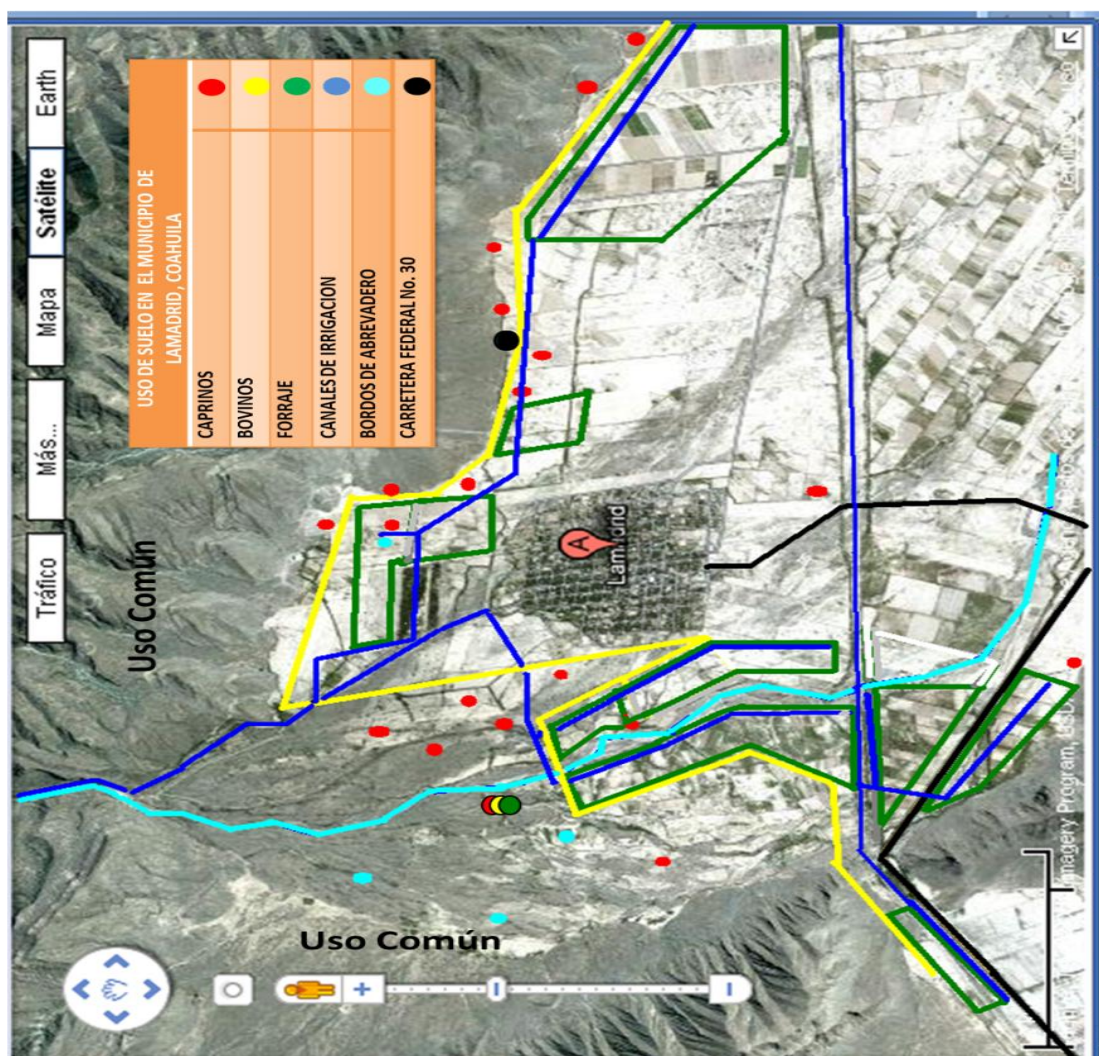 Tráfico
Más...
Mapa
Satélite
Earth
USO DE SUELO EN EL MUNICIPIO DE
LAMADRID, COAHUILA
CAPRINOS
BOVINOS
FORRAJE
CANALES DE IRRIGACION
BORDOS DE ABREVADERO
CARRETERA FEDERAL No. 30
Uso Común
A
Lamadrid
Uso Común
Imagery Program, USDA